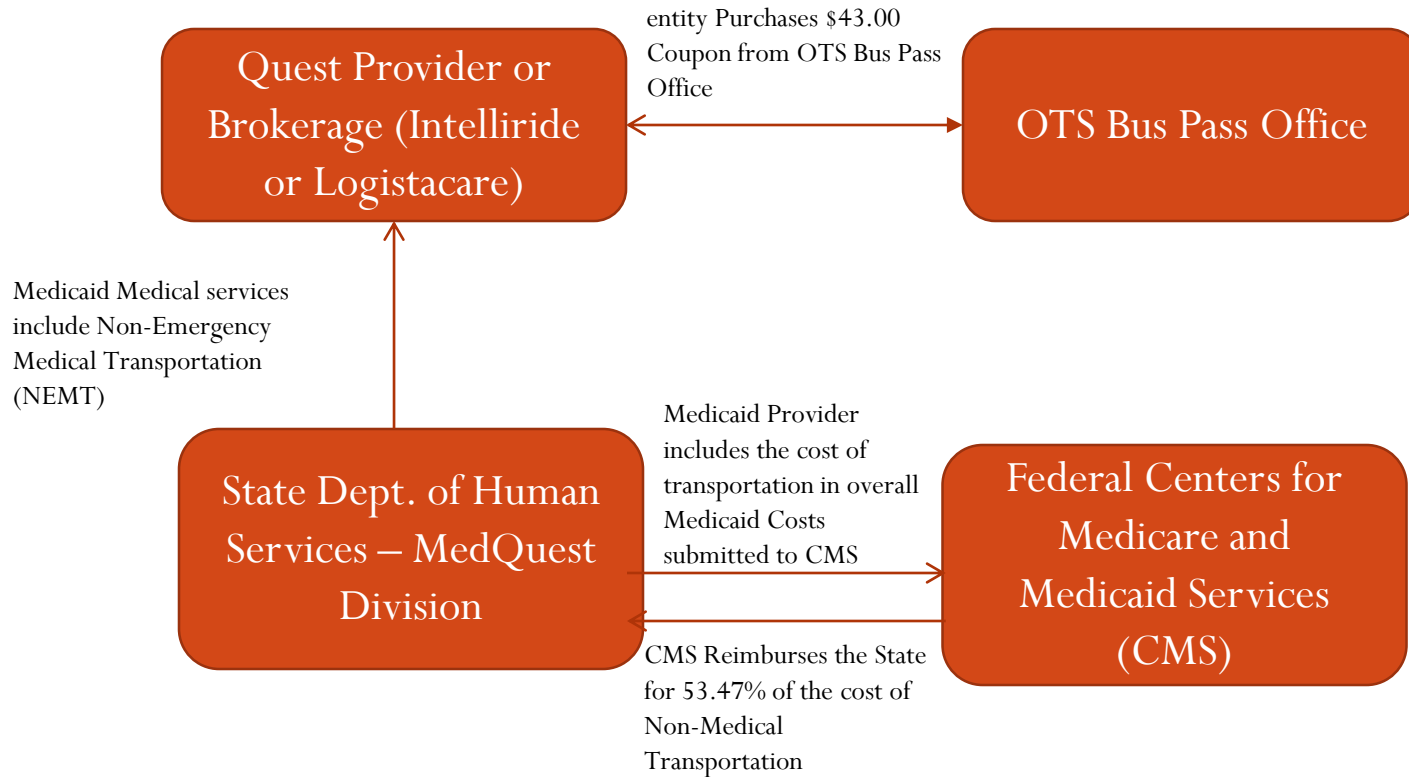 entity Purchases $43.00
Coupon from OTS Bus Pass
Office
Quest Provider or
Brokerage (Intelliride
or Logistacare)
OTS Bus Pass Office
Medicaid Medical services
include Non-Emergency
Medical Transportation
(NEMT)
State Dept. of Human
Services – MedQuest
Division
Medicaid Provider
includes the cost of
transportation in overall
Medicaid Costs
submitted to CMS
Federal Centers for
Medicare and
Medicaid Services
(CMS)
CMS Reimburses the State
for 53.47% of the cost of
Non-Medical
Transportation